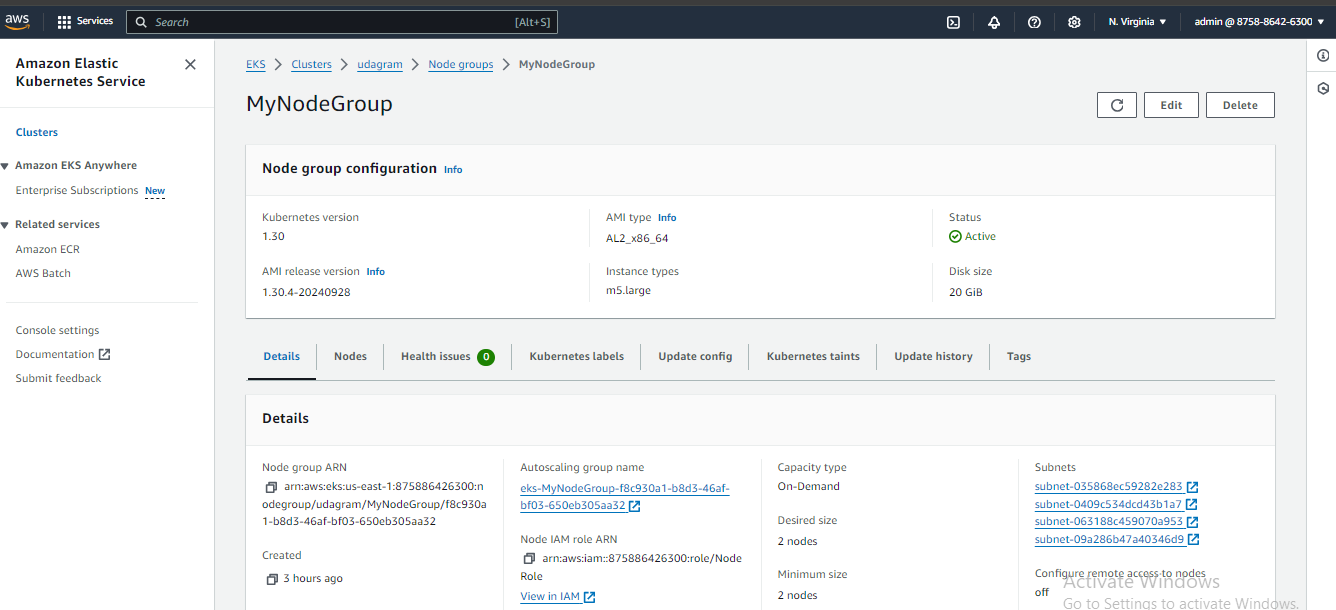 aws
Services
Search
[Alt+S]
N. Virginia
admin @ 8758-8642-6300
Amazon Elastic
Kubernetes Service
Clusters
Amazon EKS Anywhere
Enterprise Subscriptions New
Related services
Amazon ECR
AWS Batch
Console settings
Documentation
Submit feedback
EKS
Clusters
udagram
Node groups
MyNodeGroup
MyNodeGroup
Edit
Delete
Node group configuration Info
Kubernetes version
1.30
AMI type Info
AL2_x86_64
Status
Active
AMI release version Info
1.30.4-20240928
Instance types
m5.large
Disk size
20 GiB
Details
Nodes
Health issues 0
Kubernetes labels
Update config
Kubernetes taints
Update history
Tags
Details
Node group ARN
arn:aws:eks:us-east-1:875886426300:n
odegroup/udagram/MyNodeGroup/f8c930a
1-b8d3-46af-bf03-650eb305aa32
Created
3 hours ago
Autoscaling group name
eks-MyNodeGroup-f8c930a1-b8d3-46af-
bf03-650eb305aa32
Node IAM role ARN
arn:aws:iam::875886426300:role/Node
Role
View in IAM
Capacity type
On-Demand
Desired size
2 nodes
Minimum size
2 nodes
Subnets
subnet-035868ec59282e283
subnet-0409c534dcd43b1a7
subnet-063188c459070a953
subnet-09a286b47a40346d9
Configure remote access to nodes
off
Activate Windows
Go to Settings to activate Windows.